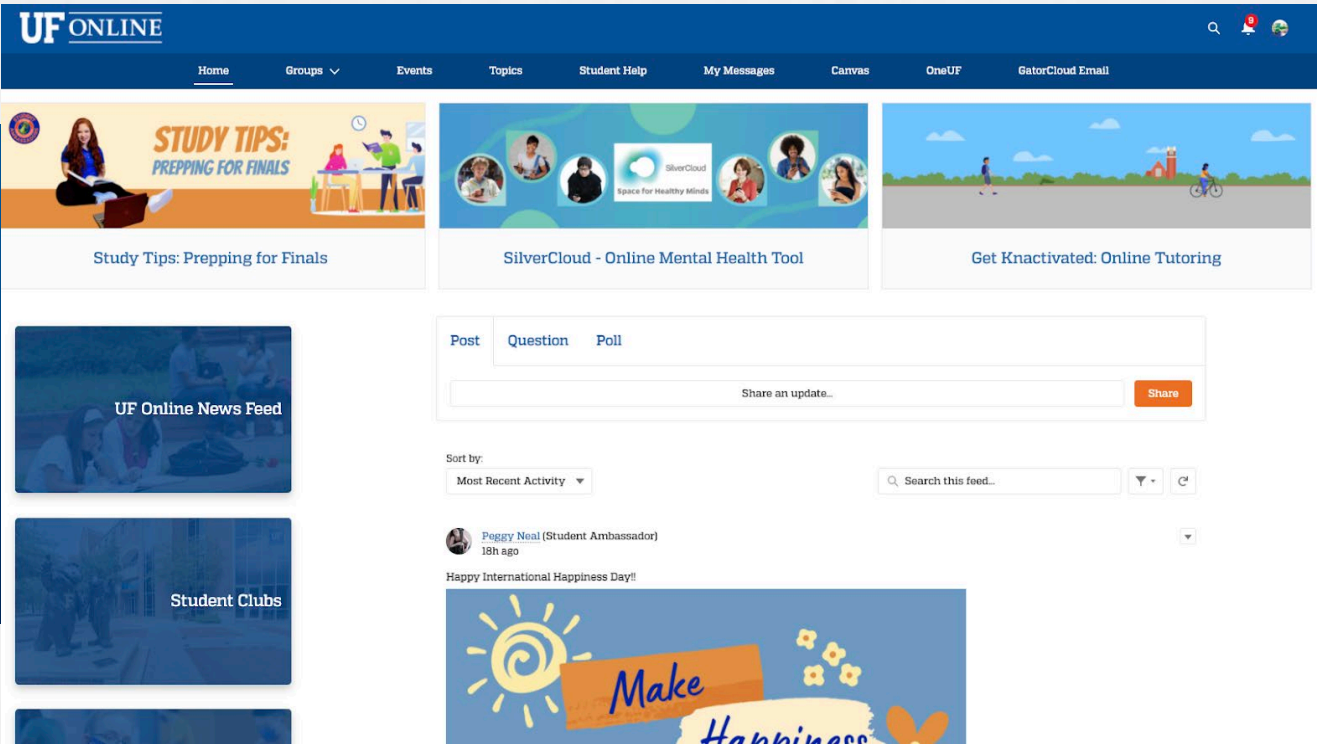 UF ONLINE
9
Home Groups Events Topics Student Help My Messages Canvas OneUF GatorCloud Email
STUDY TIPS:
PREPPING FOR FINALS
SilverCloud
Space for Healthy Minds
Study Tips: Prepping for Finals
SilverCloud - Online Mental Health Tool
Get Knactivated: Online Tutoring
UF Online News Feed
Student Clubs
Post Question Poll
Share an update...
Share
Sort by:
Most Recent Activity
Search this feed...
Peggy Neal (Student Ambassador)
18h ago
Happy International Happiness Day!!
Make
Happiness